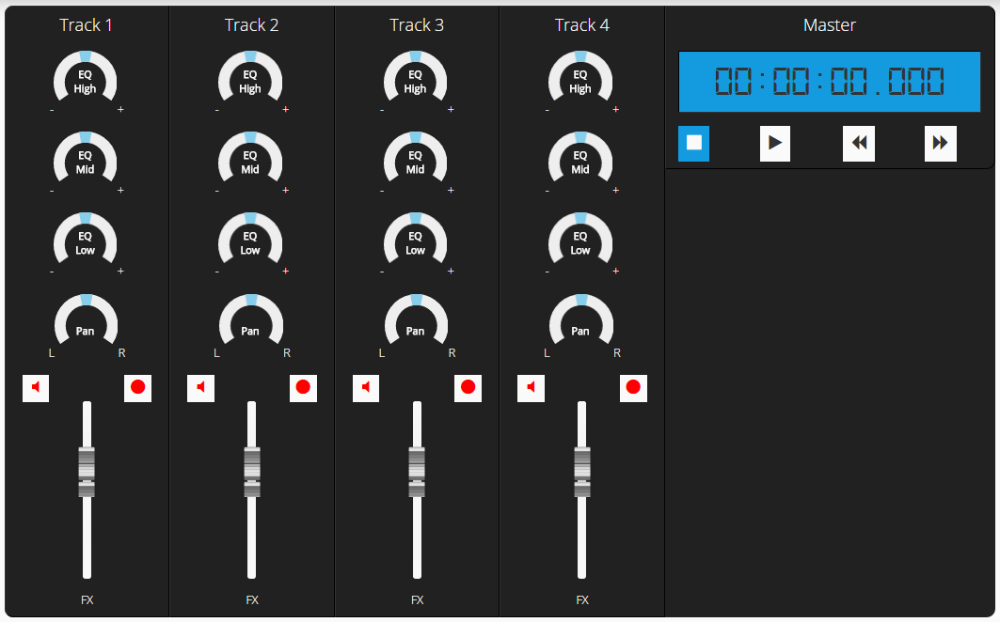 Track 1
EQ
High
- +
EQ
Mid
- +
EQ
Low
- +
Pan
L R
FX
Track 2
EQ
High
- +
EQ
Mid
- +
EQ
Low
- +
Pan
L R
FX
Track 3
EQ
High
- +
EQ
Mid
- +
EQ
Low
- +
Pan
L R
FX
Track 4
EQ
High
- +
EQ
Mid
- +
EQ
Low
- +
Pan
L R
FX
Master
00:00:00.000